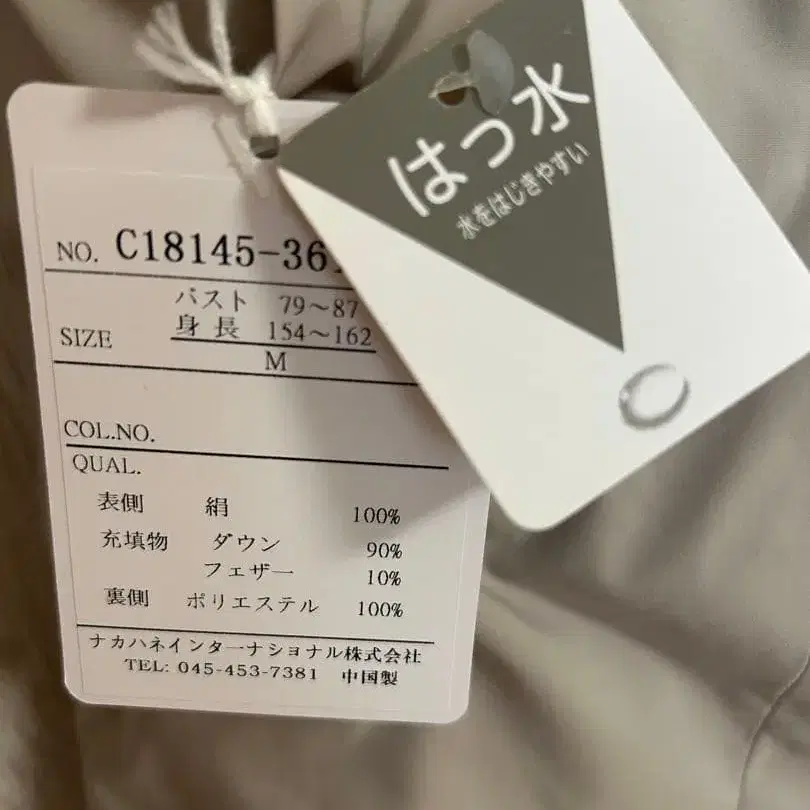 はっ水
水をはじきやすい
NO. C18145-361
バスト 79～87
身長 154～162
SIZE
M
COL.NO.
QUAL.
表側 絹 100%
充填物 ダウン 90%
フェザー 10%
裏側 ポリエステル 100%
ナカハネインターナショナル株式会社
TEL: 045-453-7381 中国製